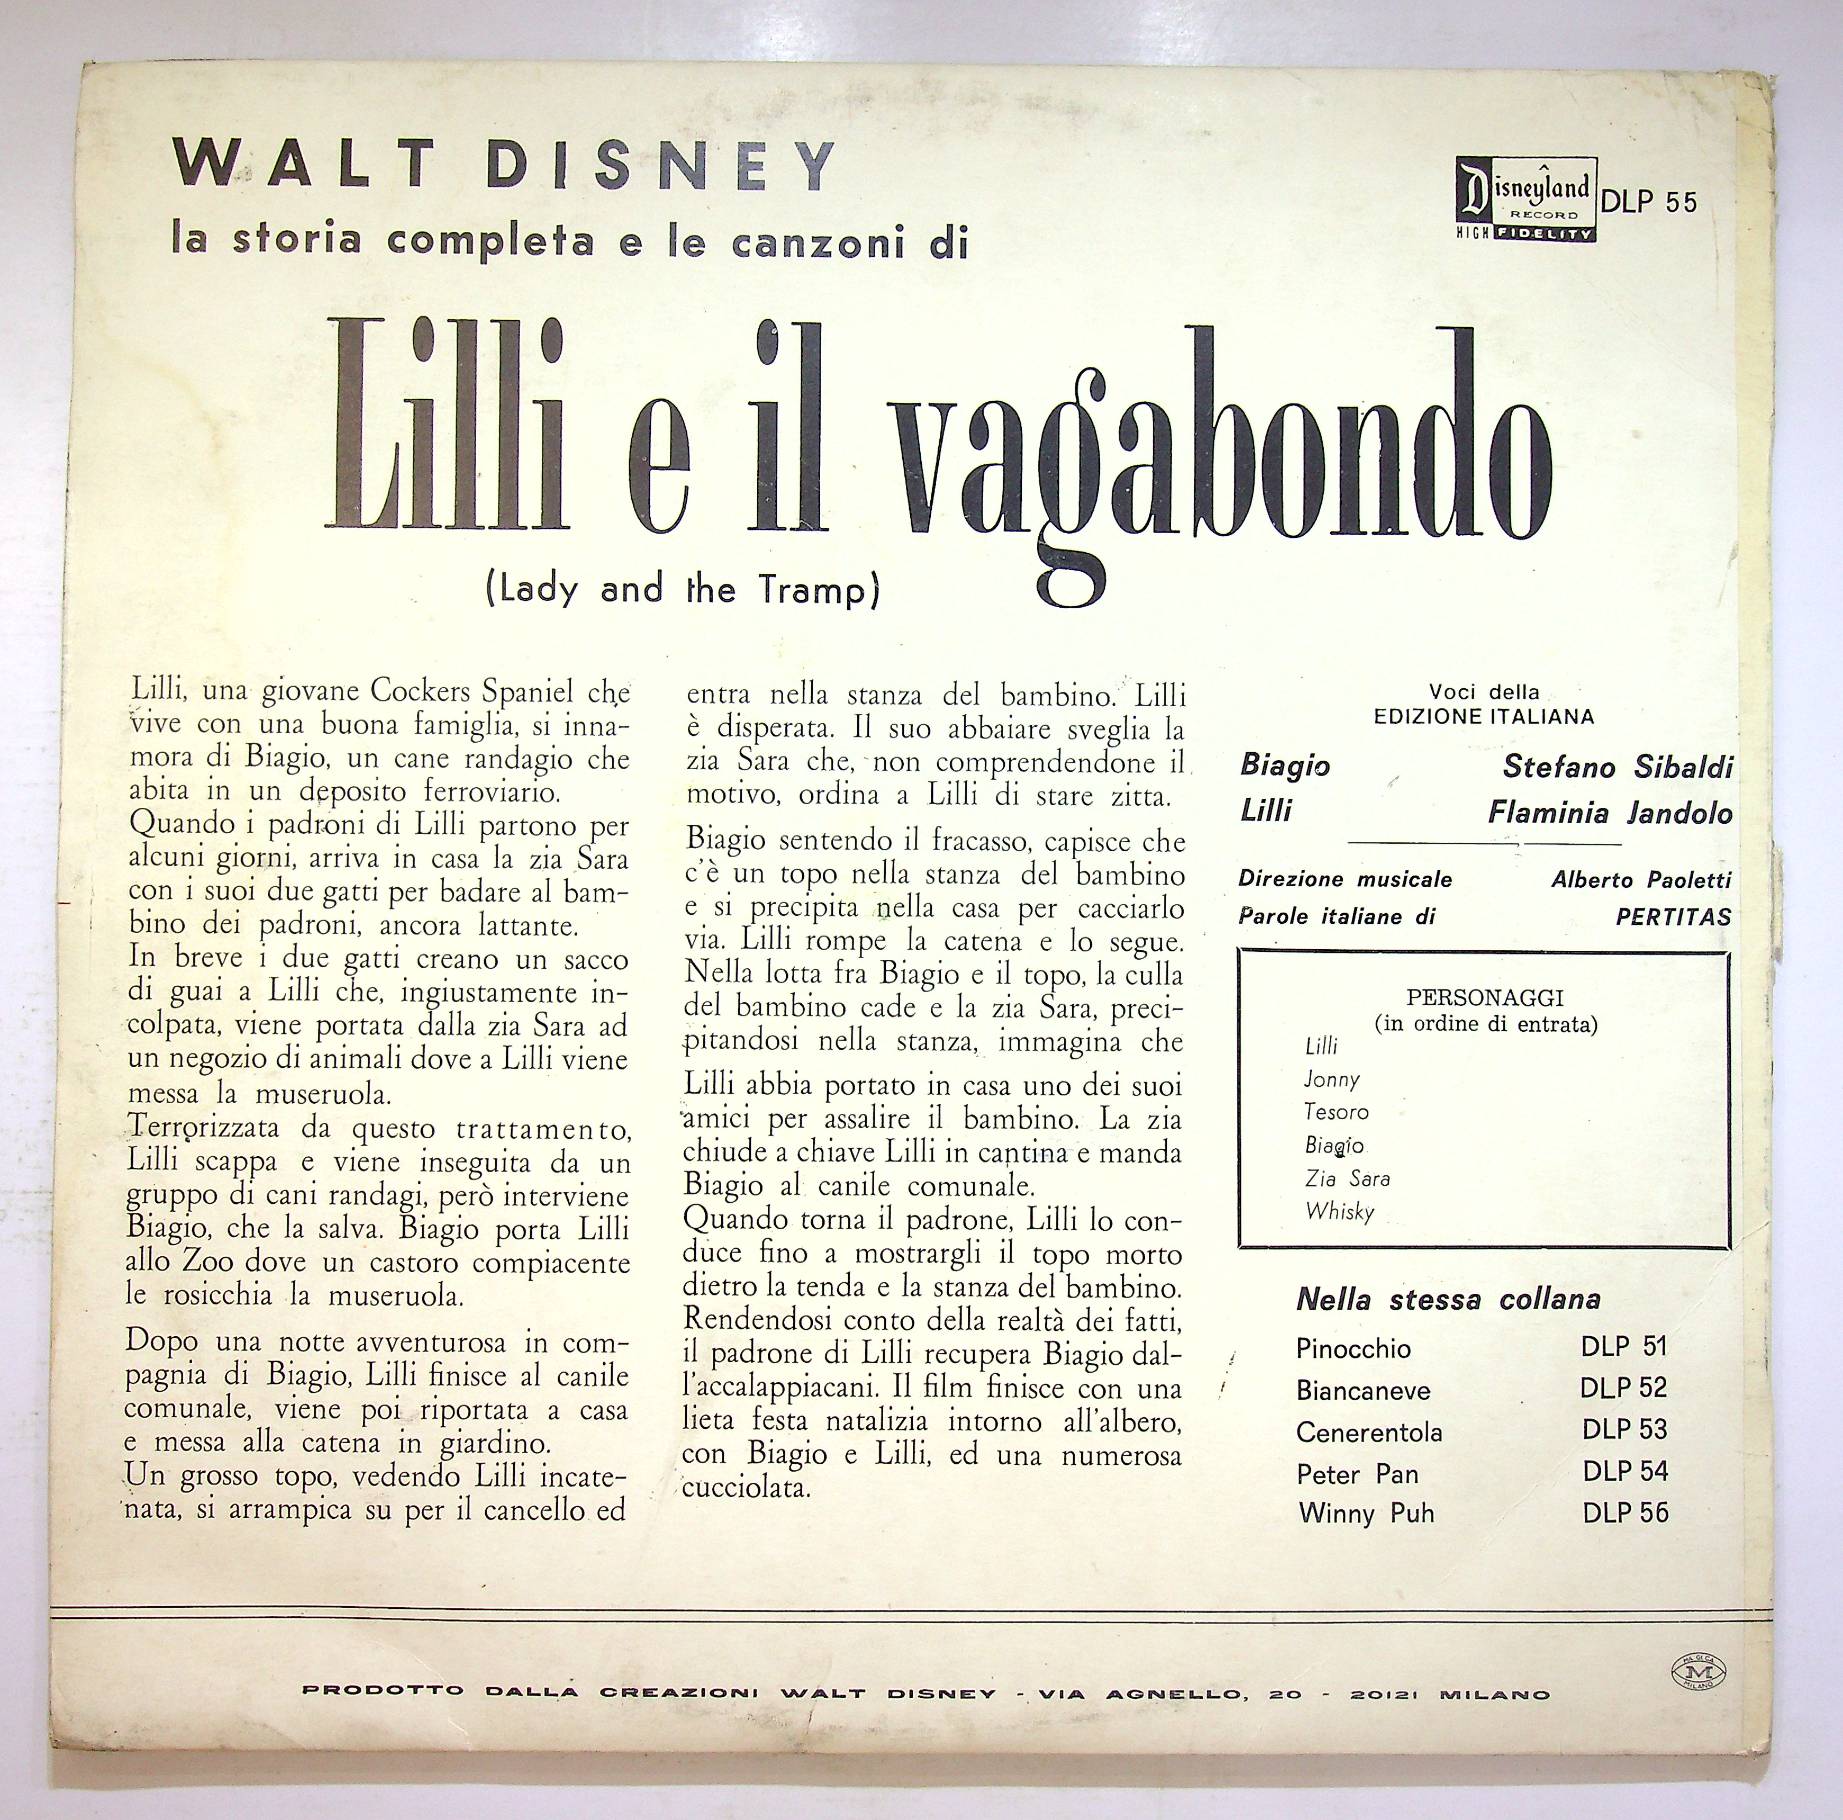 WALT DISNEY
la storia completa e le canzoni di
Disneyland
RECORD
HIGH FIDELITY
DLP 55
Lilli e il vagabondo
(Lady and the Tramp)
Lilli, una giovane Cockers Spaniel che
vive con una buona famiglia, si inna-
mora di Biagio, un cane randagio che
abita in un deposito ferroviario.
Quando i padroni di Lilli partono per
alcuni giorni, arriva in casa la zia Sara
con i suoi due gatti per badare al bam-
bino dei padroni, ancora lattante.
In breve i due gatti creano un sacco
di guai a Lilli che, ingiustamente in-
colpata, viene portata dalla zia Sara ad
un negozio di animali dove a Lilli viene
messa la museruola.
Terrorizzata da questo trattamento,
Lilli scappa e viene inseguita da un
gruppo di cani randagi, però interviene
Biagio, che la salva. Biagio porta Lilli
allo Zoo dove un castoro compiacente
le rosicchia la museruola.
Dopo una notte avventurosa in com-
pagnia di Biagio, Lilli finisce al canile
comunale, viene poi riportata a casa
e messa alla catena in giardino.
Un grosso topo, vedendo Lilli incate-
nata, si arrampica su per il cancello ed
entra nella stanza del bambino. Lilli
è disperata. Il suo abbaiare sveglia la
zia Sara che, non comprendendone il
motivo, ordina a Lilli di stare zitta.
Biagio sentendo il fracasso, capisce che
c'è un topo nella stanza del bambino
e si precipita nella casa per cacciarlo
via. Lilli rompe la catena e lo segue.
Nella lotta fra Biagio e il topo, la culla
del bambino cade e la zia Sara, preci-
pitandosi nella stanza, immagina che
Lilli abbia portato in casa uno dei suoi
amici per assalire il bambino. La zia
chiude a chiave Lilli in cantina e manda
Biagio al canile comunale.
Quando torna il padrone, Lilli lo con-
duce fino a mostrargli il topo morto
dietro la tenda e la stanza del bambino.
Rendendosi conto della realtà dei fatti,
il padrone di Lilli recupera Biagio dal-
l'accalappiacani. Il film finisce con una
lieta festa natalizia intorno all'albero,
con Biagio e Lilli, ed una numerosa
cucciolata.
Voci della
EDIZIONE ITALIANA
Biagio Stefano Sibaldi
Lilli Flaminia Jandolo
Direzione musicale Alberto Paoletti
Parole italiane di PERTITAS
PERSONAGGI
(in ordine di entrata)
Lilli
Jonny
Tesoro
Biagio
Zia Sara
Whisky
Nella stessa collana
Pinocchio DLP 51
Biancaneve DLP 52
Cenerentola DLP 53
Peter Pan DLP 54
Winny Puh DLP 56
PRODOTTO DALLA CREAZIONI WALT DISNEY - VIA AGNELLO, 20 - 20121 MILANO
MA.GI.CA.
M
MILANO